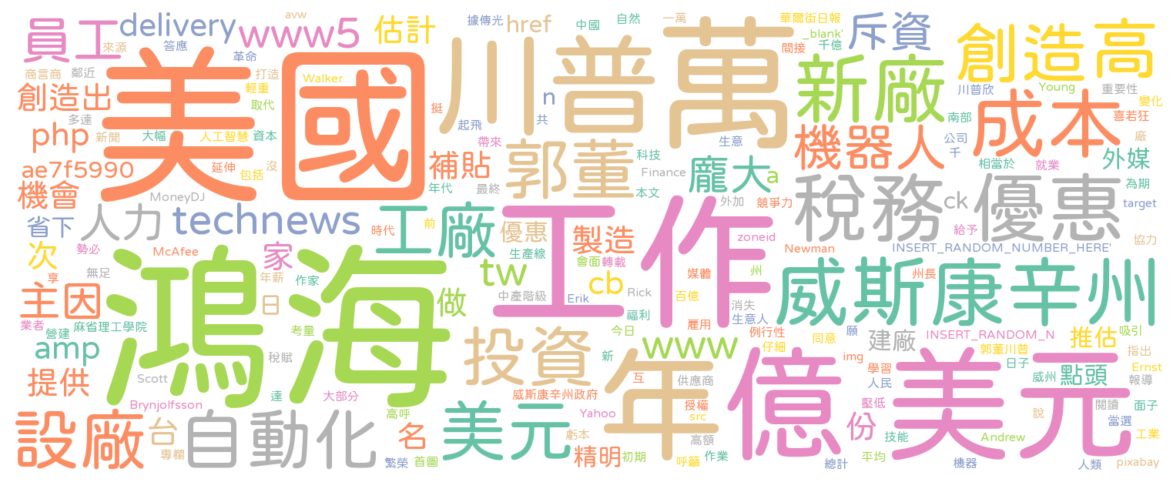 員工
來源
delivery
答應
www5
革命
估計
據傳光
href
avw
中國
自然
一萬
華爾街日報
_blank'
千億
斥資
間接
創造高
商言商
鄰近
創造出
多達
美國
Walker
打造
輕重
取代
川普
萬
新廠
川普欣
Young
重要性
變化
喜若狂
成本
南部
廠
php
新聞
大幅
人工智慧
資本
挺
起飛
n
共
生意
機器人
公司
千
相當於
就業
外媒
為期
ae7f5990
延伸
包括
沒
補貼
帶來
年代
最終
郭董
科技
Finance
本文
龐大
a
外加
競爭力
稅務
ck
優惠
給予
target
機會
MoneyDJ
省下
人力
technews
時代
前
工廠
優惠
生產線
製造
會面
轉載
工作
zoneid
Newman
INSERT_RANDOM_NUMBER_HERE'
協力
次
勢必
McAfee
家
年薪
作家
享
無足
主因
日
鴻海
tw
中產階級
做
cb
Erik
Rick
百億
媒體
州
消失
威斯康辛州
州長
業者
營建
麻省理工學院
考量
福利
雇用
生意人
今日
例行性
仔細
同意
願
建廠
INSERT_RANDOM_N
推估
吸引
amp
稅賦
投資
新
www
郭董川普
img
學習
日子
指出
提供
Scott
達
大部分
互
供應商
年
億
美元
人民
威州
點頭
Ernst
報導
Brynjolfsson
高呼
威斯康辛州政府
授權
壓低
閱讀
面子
設廠
台
專欄
自動化
名
美元
Yahoo
src
虧本
高額
份
說
當選
技能
Andrew
工業
繁榮
首圖
精明
初期
呼籲
作業
總計
平均
機器
人類
pixabay